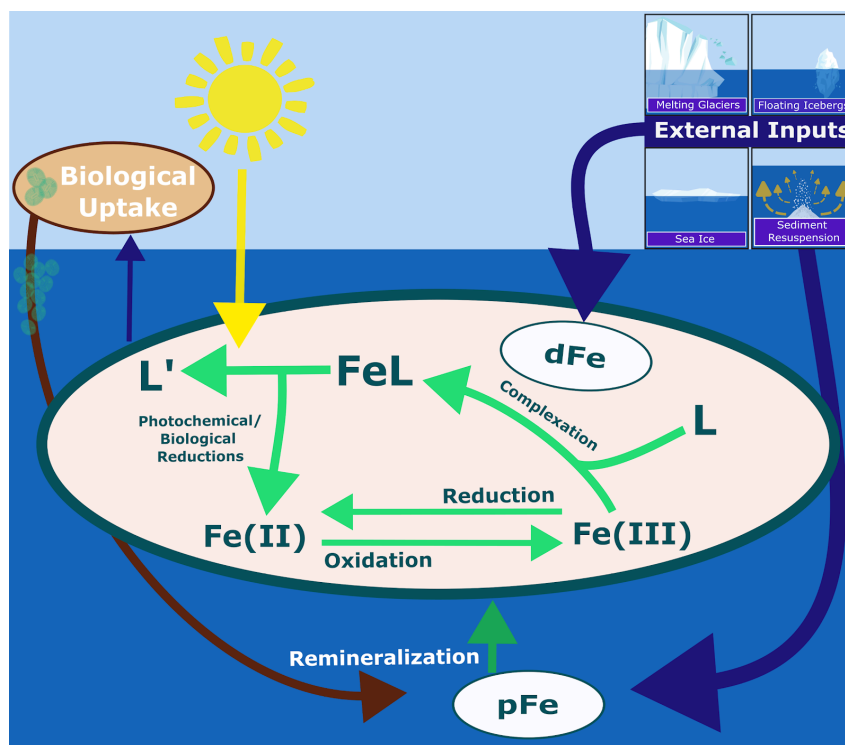 Melting Glaciers
Floating Icebergs
External Inputs
Sea Ice
Sediment
Resuspension
Biological
Uptake
dFe
L'
FeL
Complexation
L
Photochemical/
Biological
Reductions
Reduction
Fe(II)
Fe(III)
Oxidation
Remineralization
pFe